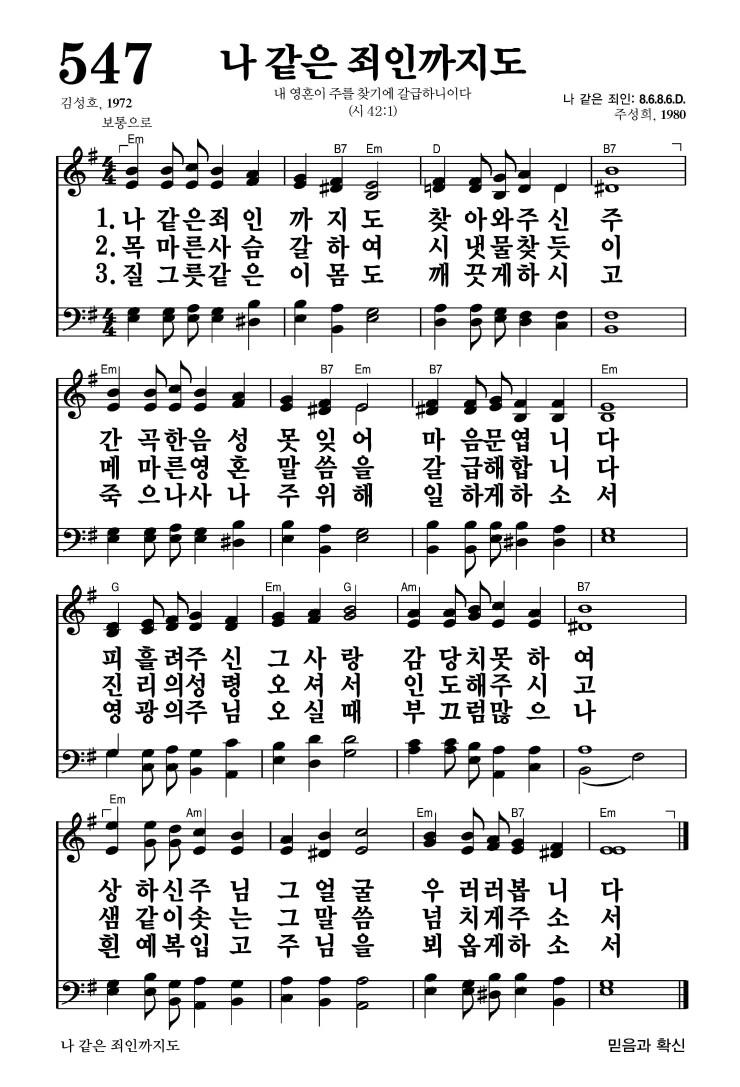 547
나 같은 죄인까지도
내 영혼이 주를 찾기에 갈급하니이다
(시 42:1)
김성호, 1972
나 같은 죄인: 8.6.8.6.D.
주성희, 1980
보통으로
Em B7 Em D B7
1. 나 같은죄 인 까 지 도 찾 아와주 신 주
2. 목 마른사 슴 갈 하 여 시 냇물찾 듯 이
3. 질 그릇같 은 이 몸 도 깨 끗게하 시 고
Em B7 Em B7 Em
간 곡한음 성 못 잊 어 마 음문엽 니 다
메 마른영 혼 말 씀 을 갈 급해합 니 다
죽 으나사 나 주 위 해 일 하게하 소 서
G Em G Am B7
피 흘려주 신 그 사 랑 감 당치못 하 여
진 리의성 령 오 셔 서 인 도해주 시 고
영 광의주 님 오 실 때 부 끄럼많 으 나
Em Am Em B7 Em
상 하신주 님 그 얼 굴 우 러러봅 니 다
샘 같이솟 는 그 말 씀 넘 치게주 소 서
흰 예복입 고 주 님 을 뵈 옵게하 소 서
나 같은 죄인까지도
믿음과 확신